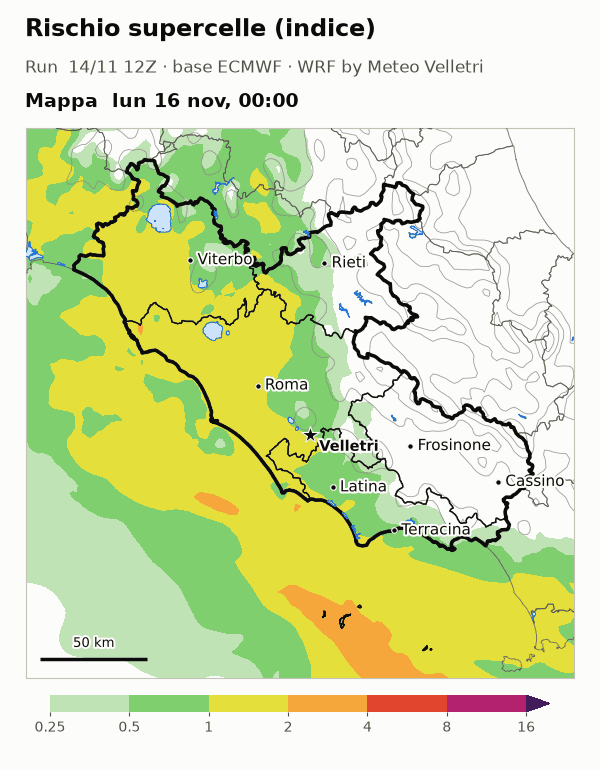 Rischio supercelle (indice)
Run 14/11 12Z · base ECMWF · WRF by Meteo Velletri
Mappa lun 16 nov, 00:00
Viterbo
Rieti
Roma
Velletri
Frosinone
Latina
Cassino
Terracina
50 km
0.25 0.5 1 2 4 8 16